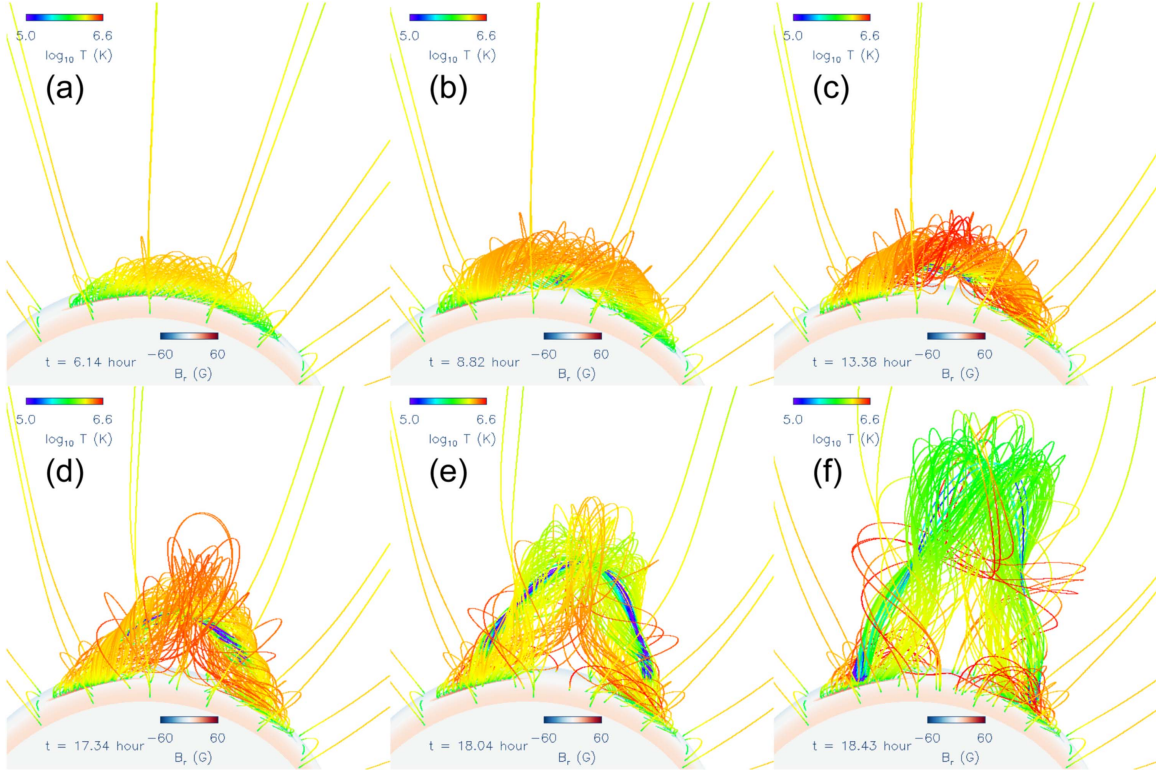 5.0 6.6
log10 T (K)
(a)
-60 60
t = 6.14 hour
Br (G)
5.0 6.6
log10 T (K)
(b)
-60 60
t = 8.82 hour
Br (G)
5.0 6.6
log10 T (K)
(c)
-60 60
t = 13.38 hour
Br (G)
5.0 6.6
log10 T (K)
(d)
-60 60
t = 17.34 hour
Br (G)
5.0 6.6
log10 T (K)
(e)
-60 60
t = 18.04 hour
Br (G)
5.0 6.6
log10 T (K)
(f)
-60 60
t = 18.43 hour
Br (G)